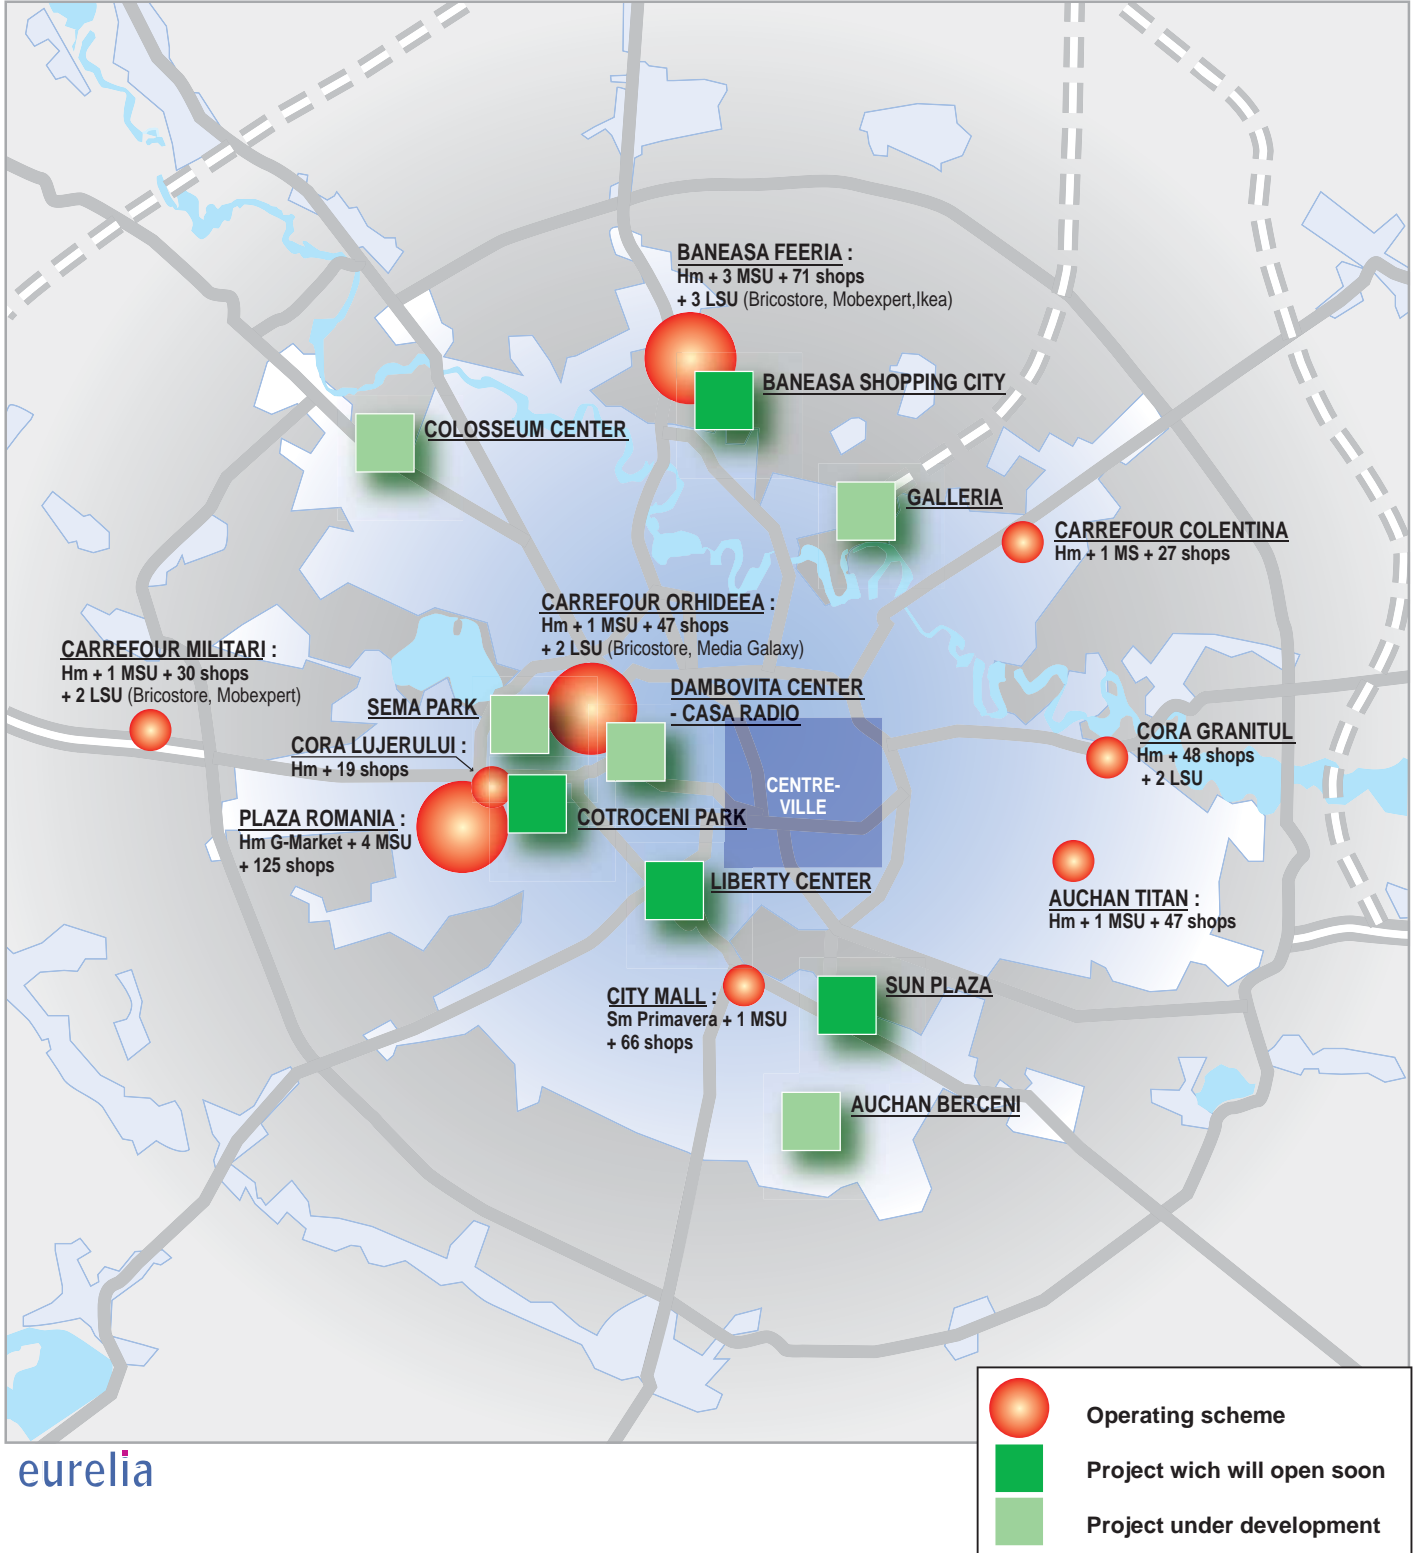 BANEASA FEERIA :
Hm + 3 MSU + 71 shops
+ 3 LSU (Bricostore, Mobexpert,Ikea)
BANEASA SHOPPING CITY
COLOSSEUM CENTER
GALLERIA
CARREFOUR COLENTINA
Hm + 1 MS + 27 shops
CARREFOUR ORHIDEEA :
Hm + 1 MSU + 47 shops
+ 2 LSU (Bricostore, Media Galaxy)
CARREFOUR MILITARI :
Hm + 1 MSU + 30 shops
+ 2 LSU (Bricostore, Mobexpert)
DAMBOVITA CENTER
- CASA RADIO
SEMA PARK
CORA LUJERULUI :
Hm + 19 shops
CORA GRANITUL
Hm + 48 shops
+ 2 LSU
CENTRE-
VILLE
PLAZA ROMANIA :
Hm G-Market + 4 MSU
+ 125 shops
COTROCENI PARK
LIBERTY CENTER
AUCHAN TITAN :
Hm + 1 MSU + 47 shops
CITY MALL :
Sm Primavera + 1 MSU
+ 66 shops
SUN PLAZA
AUCHAN BERCENI
Operating scheme
Project wich will open soon
Project under development
eurelia